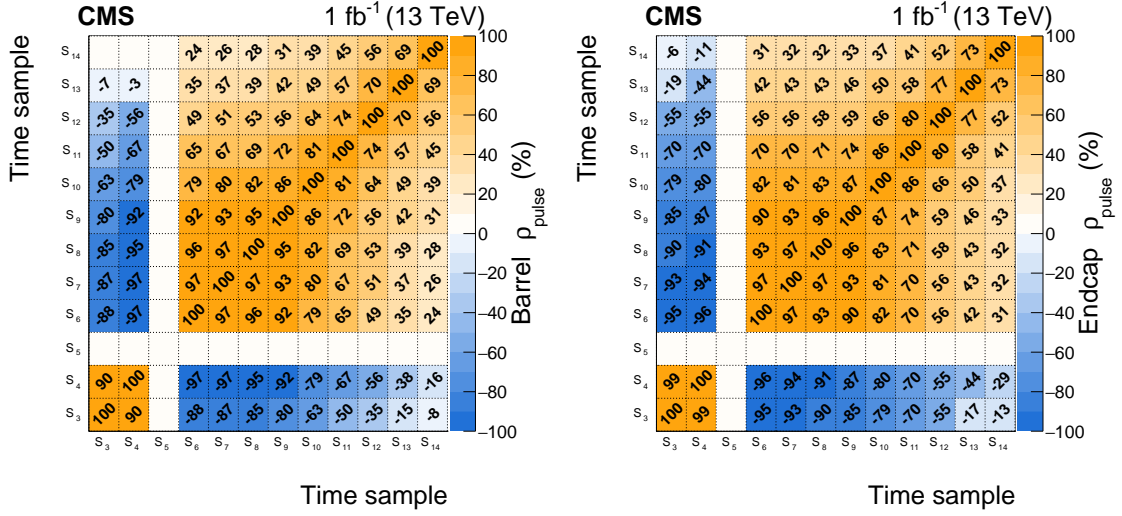 CMS 1 fb⁻¹ (13 TeV)
Time sample
S14 24 26 28 31 39 45 56 69 100
S13 -7 -3 35 37 39 42 49 57 70 100 69
S12 -35 -56 49 51 53 56 64 74 100 70 56
S11 -50 -67 65 67 69 72 81 100 74 57 45
S10 -63 -79 79 80 82 86 100 81 64 49 39
S9 -80 -92 92 93 95 100 86 72 56 42 31
S8 -85 -95 96 97 100 95 82 69 53 39 28
S7 -87 -97 97 100 97 93 80 67 51 37 26
S6 -88 -97 100 97 96 92 79 65 49 35 24
S5
S4 90 100 -97 -97 -95 -92 -79 -67 -56 -38 -16
S3 100 90 -88 -87 -85 -80 -63 -50 -35 -15 -8
S3 S4 S5 S6 S7 S8 S9 S10 S11 S12 S13 S14
Time sample
100
80
60
40
20
0
−20
−40
−60
−80
−100
Barrel ρpulse (%)
CMS 1 fb⁻¹ (13 TeV)
Time sample
S14 -6 -11 31 32 32 33 37 41 52 73 100
S13 -19 -44 42 43 43 46 50 58 77 100 73
S12 -55 -55 56 56 58 59 66 80 100 77 52
S11 -70 -70 70 70 71 74 86 100 80 58 41
S10 -79 -80 82 81 83 87 100 86 66 50 37
S9 -85 -87 90 93 96 100 87 74 59 46 33
S8 -90 -91 93 97 100 96 83 71 58 43 32
S7 -93 -94 97 100 97 93 81 70 56 43 32
S6 -95 -96 100 97 93 90 82 70 56 42 31
S5
S4 99 100 -96 -94 -91 -87 -80 -70 -55 -44 -29
S3 100 99 -95 -93 -90 -85 -79 -70 -55 -17 -13
S3 S4 S5 S6 S7 S8 S9 S10 S11 S12 S13 S14
Time sample
100
80
60
40
20
0
−20
−40
−60
−80
−100
Endcap ρpulse (%)